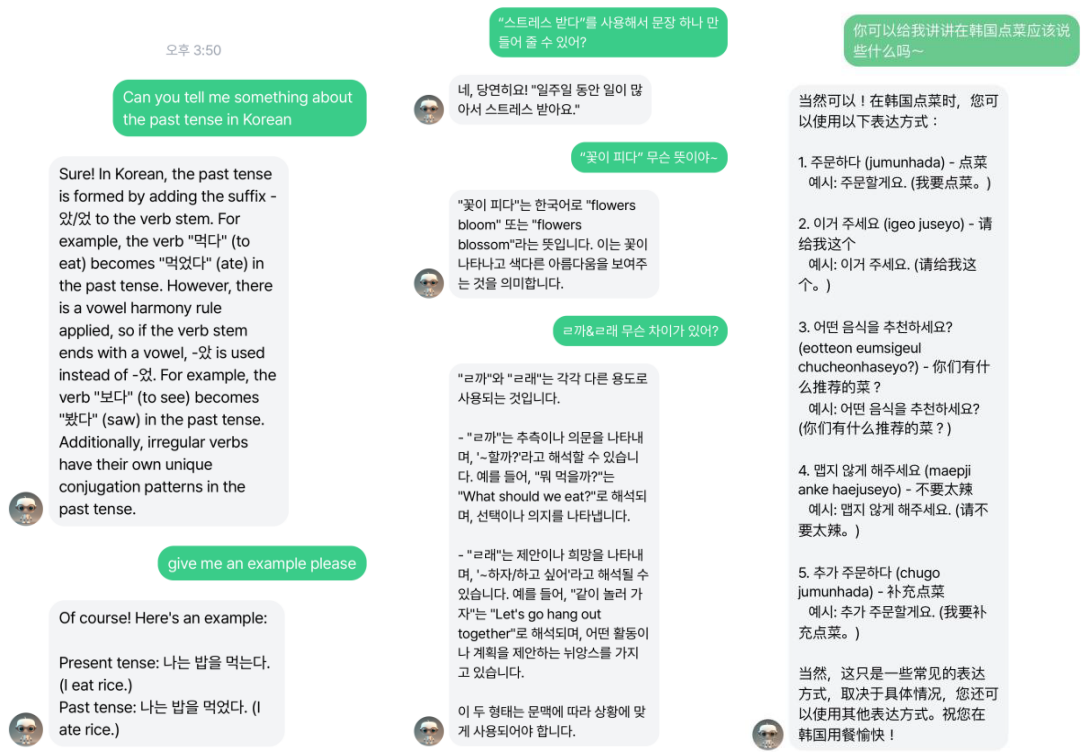 오후 3:50
Can you tell me something about
the past tense in Korean
Sure! In Korean, the past tense
is formed by adding the suffix -
았/었 to the verb stem. For
example, the verb "먹다" (to
eat) becomes "먹었다" (ate) in
the past tense. However, there
is a vowel harmony rule
applied, so if the verb stem
ends with a vowel, -았 is used
instead of -었. For example, the
verb "보다" (to see) becomes
"봤다" (saw) in the past tense.
Additionally, irregular verbs
have their own unique
conjugation patterns in the
past tense.
give me an example please
Of course! Here's an example:
Present tense: 나는 밥을 먹는다.
(I eat rice.)
Past tense: 나는 밥을 먹었다. (I
ate rice.)
“스트레스 받다”를 사용해서 문장 하나 만
들어 줄 수 있어?
네, 당연히요! "일주일 동안 일이 많
아서 스트레스 받아요."
“꽃이 피다” 무슨 뜻이야~
"꽃이 피다"는 한국어로 "flowers
bloom" 또는 "flowers
blossom"라는 뜻입니다. 이는 꽃이
나타나고 색다른 아름다움을 보여주
는 것을 의미합니다.
ㄹ까&ㄹ래 무슨 차이가 있어?
"ㄹ까"와 "ㄹ래"는 각각 다른 용도로
사용되는 것입니다.
- "ㄹ까"는 추측이나 의문을 나타내
며, '~할까?'라고 해석할 수 있습니
다. 예를 들어, "뭐 먹을까?"는
"What should we eat?"로 해석되
며, 선택이나 의지를 나타냅니다.
- "ㄹ래"는 제안이나 희망을 나타내
며, '~하자/하고 싶어'라고 해석될 수
있습니다. 예를 들어, "같이 놀러 가
자"는 "Let's go hang out
together"로 해석되며, 어떤 활동이
나 계획을 제안하는 뉘앙스를 가지
고 있습니다.
이 두 형태는 문맥에 따라 상황에 맞
게 사용되어야 합니다.
你可以给我讲讲在韩国点菜应该说
些什么吗～
当然可以！在韩国点菜时，您可
以使用以下表达方式：
1. 주문하다 (jumunhada) - 点菜
예시: 주문할게요. (我要点菜。)
2. 이거 주세요 (igeo juseyo) - 请
给我这个
예시: 이거 주세요. (请给我这
个。)
3. 어떤 음식을 추천하세요?
(eotteon eumsigeul
chucheonhaseyo?) - 你们有什
么推荐的菜？
예시: 어떤 음식을 추천하세요?
(你们有什么推荐的菜？)
4. 맵지 않게 해주세요 (maepji
anke haejuseyo) - 不要太辣
예시: 맵지 않게 해주세요. (请不
要太辣。)
5. 추가 주문하다 (chugo
jumunhada) - 补充点菜
예시: 추가 주문할게요. (我要补
充点菜。)
当然，这只是一些常见的表达
方式，取决于具体情况，您还可
以使用其他表达方式。祝您在
韩国用餐愉快！